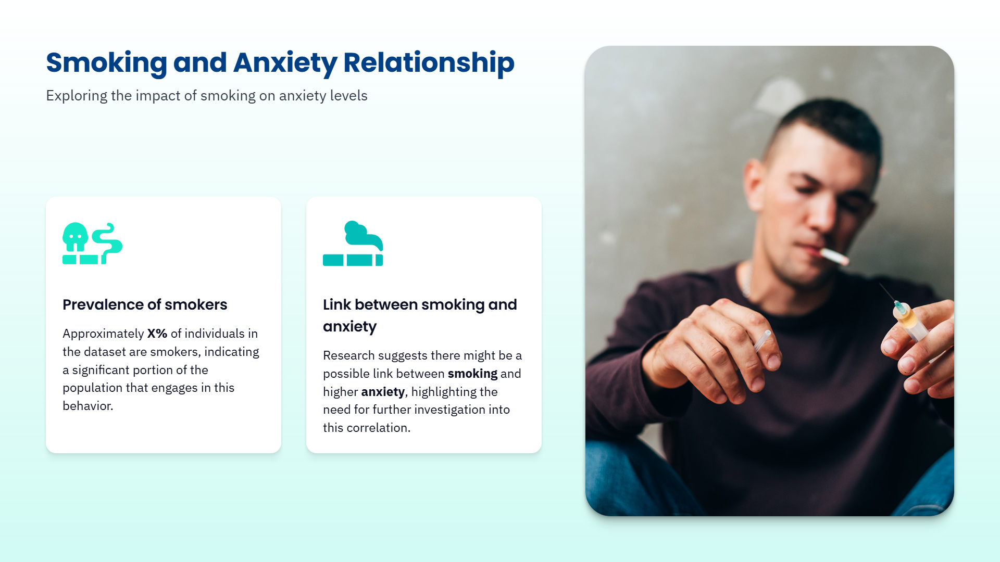 Smoking and Anxiety Relationship
Exploring the impact of smoking on anxiety levels
Prevalence of smokers
Approximately X% of individuals in
the dataset are smokers, indicating
a significant portion of the
population that engages in this
behavior.
Link between smoking and
anxiety
Research suggests there might be a
possible link between smoking and
higher anxiety, highlighting the
need for further investigation into
this correlation.